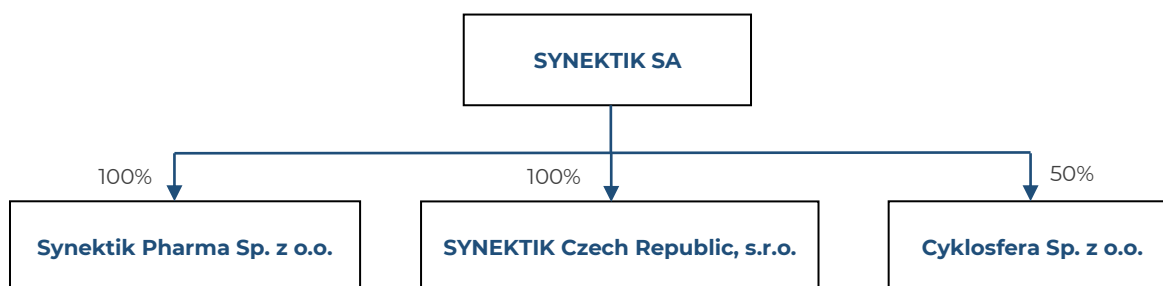 SYNEKTIK SA
100%
100%
50%
Synektik Pharma Sp. z o.o.
SYNEKTIK Czech Republic, s.r.o.
Cyklosfera Sp. z o.o.